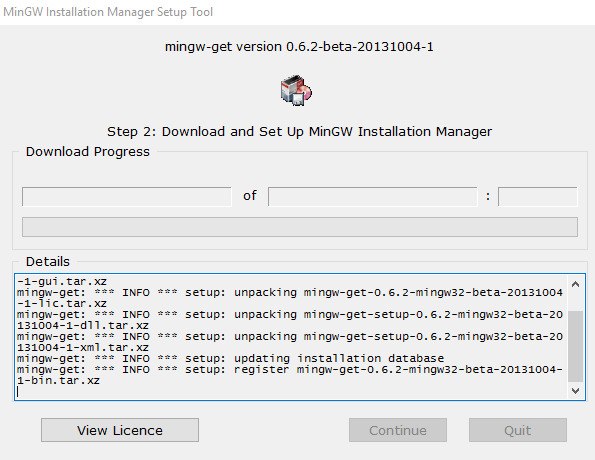 MinGW Installation Manager Setup Tool
mingw-get version 0.6.2-beta-20131004-1
Step 2: Download and Set Up MinGW Installation Manager
Download Progress
of
:
Details
-1-gui.tar.xz
mingw-get: *** INFO *** setup: unpacking mingw-get-0.6.2-mingw32-beta-20131004
-1-lic.tar.xz
mingw-get: *** INFO *** setup: unpacking mingw-get-setup-0.6.2-mingw32-beta-20
131004-1-dll.tar.xz
mingw-get: *** INFO *** setup: unpacking mingw-get-setup-0.6.2-mingw32-beta-20
131004-1-xml.tar.xz
mingw-get: *** INFO *** setup: updating installation database
mingw-get: *** INFO *** setup: register mingw-get-0.6.2-mingw32-beta-20131004-
1-bin.tar.xz
View Licence
Continue
Quit